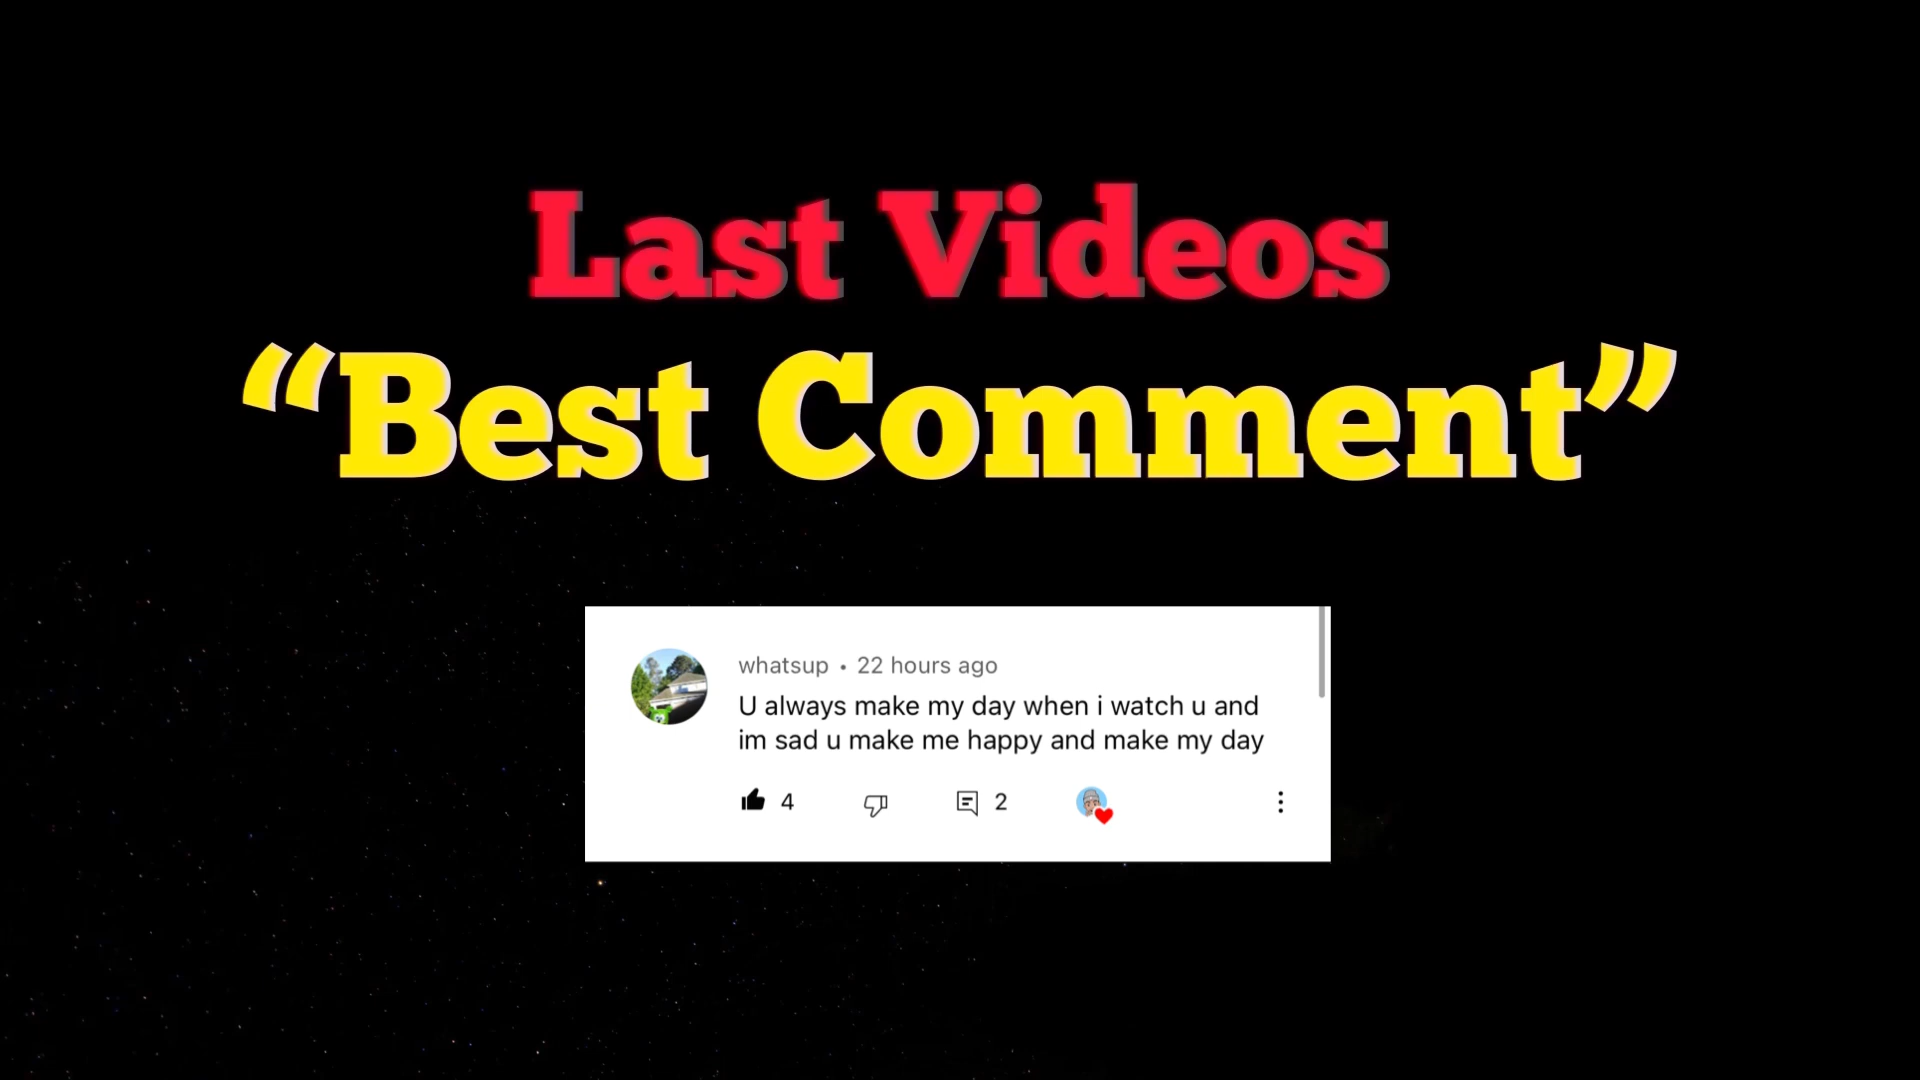 Last Videos
“Best Comment”
whatsup • 22 hours ago
U always make my day when i watch u and
im sad u make me happy and make my day
4 2